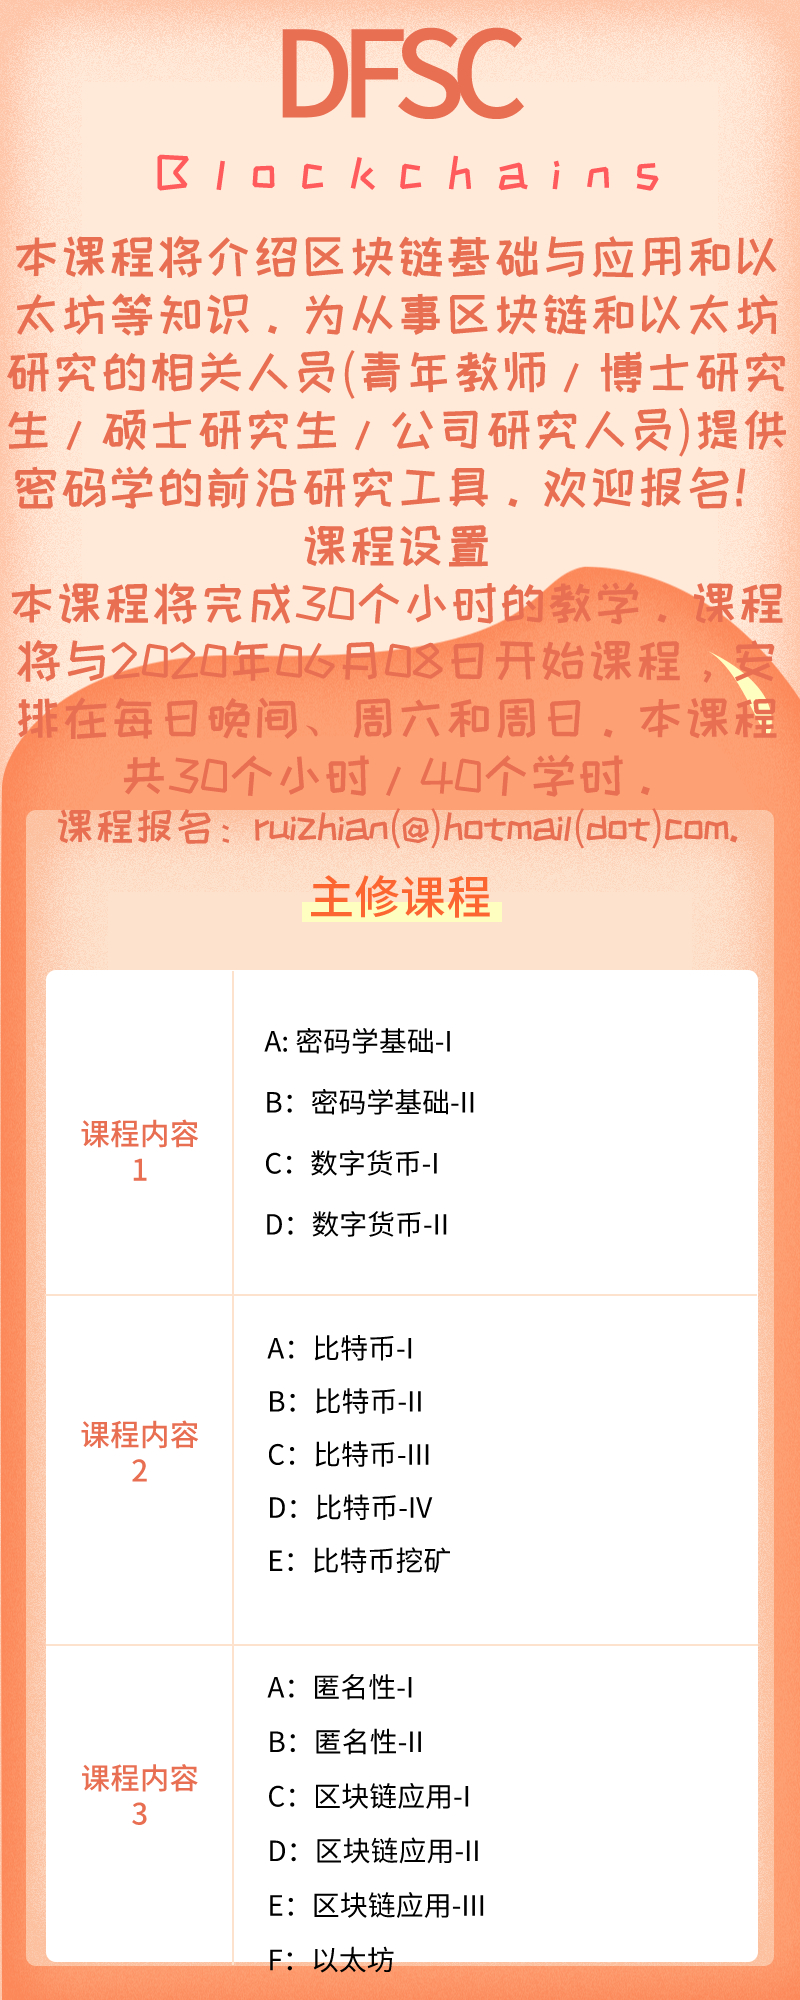 DFSC
Blockchains
本课程将介绍区块链基础与应用和以
太坊等知识．为从事区块链和以太坊
研究的相关人员(青年教师/博士研究
生/硕士研究生/公司研究人员)提供
密码学的前沿研究工具．欢迎报名!
课程设置
本课程将完成30个小时的教学．课程
将与2020年06月08日开始课程，安
排在每日晚间、周六和周日．本课程
共30个小时/40个学时．
课程报名：ruizhian(@)hotmail(dot)com.
主修课程
课程内容
1
A: 密码学基础-I
B：密码学基础-II
C：数字货币-I
D：数字货币-II
课程内容
2
A：比特币-I
B：比特币-II
C：比特币-III
D：比特币-IV
E：比特币挖矿
课程内容
3
A：匿名性-I
B：匿名性-II
C：区块链应用-I
D：区块链应用-II
E：区块链应用-III
F：以太坊